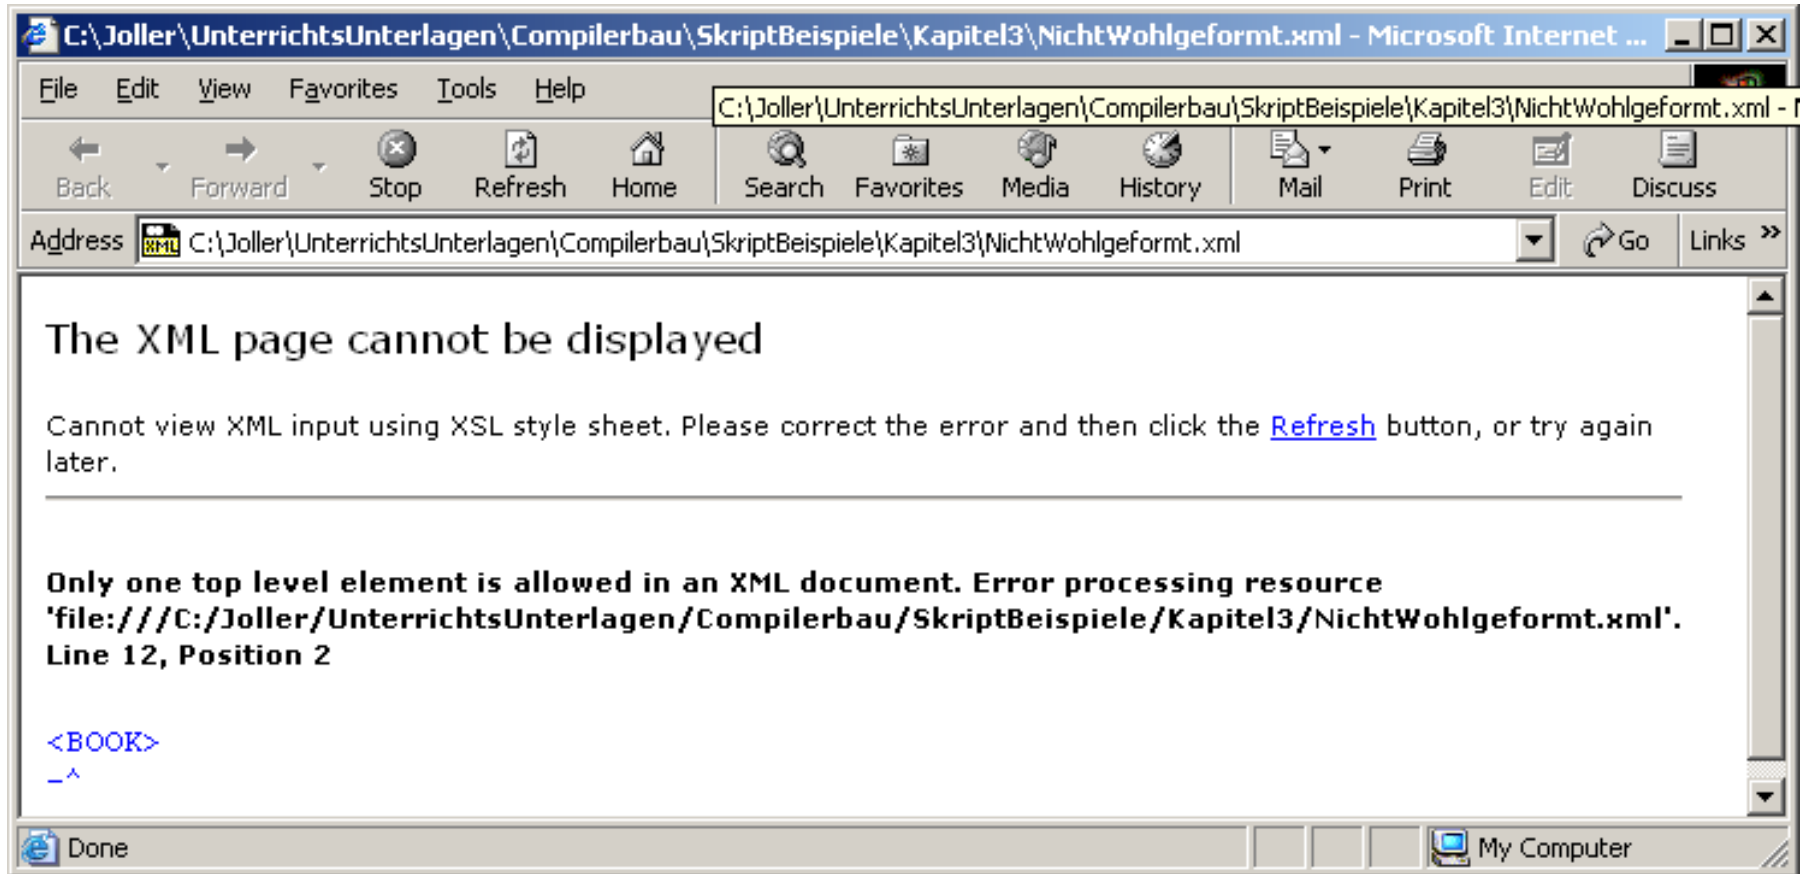 C:\Joller\UnterrichtsUnterlagen\Compilerbau\SkriptBeispiele\Kapitel3\NichtWohlgeformt.xml - Microsoft Internet ...
File Edit View Favorites Tools Help
C:\Joller\UnterrichtsUnterlagen\Compilerbau\SkriptBeispiele\Kapitel3\NichtWohlgeformt.xml -
Back Forward Stop Refresh Home Search Favorites Media History Mail Print Edit Discuss
Address XML C:\Joller\UnterrichtsUnterlagen\Compilerbau\SkriptBeispiele\Kapitel3\NichtWohlgeformt.xml Go Links »
The XML page cannot be displayed
Cannot view XML input using XSL style sheet. Please correct the error and then click the Refresh button, or try again
later.
Only one top level element is allowed in an XML document. Error processing resource
'file:///C:/Joller/UnterrichtsUnterlagen/Compilerbau/SkriptBeispiele/Kapitel3/NichtWohlgeformt.xml'.
Line 12, Position 2
<BOOK>
-^
Done My Computer